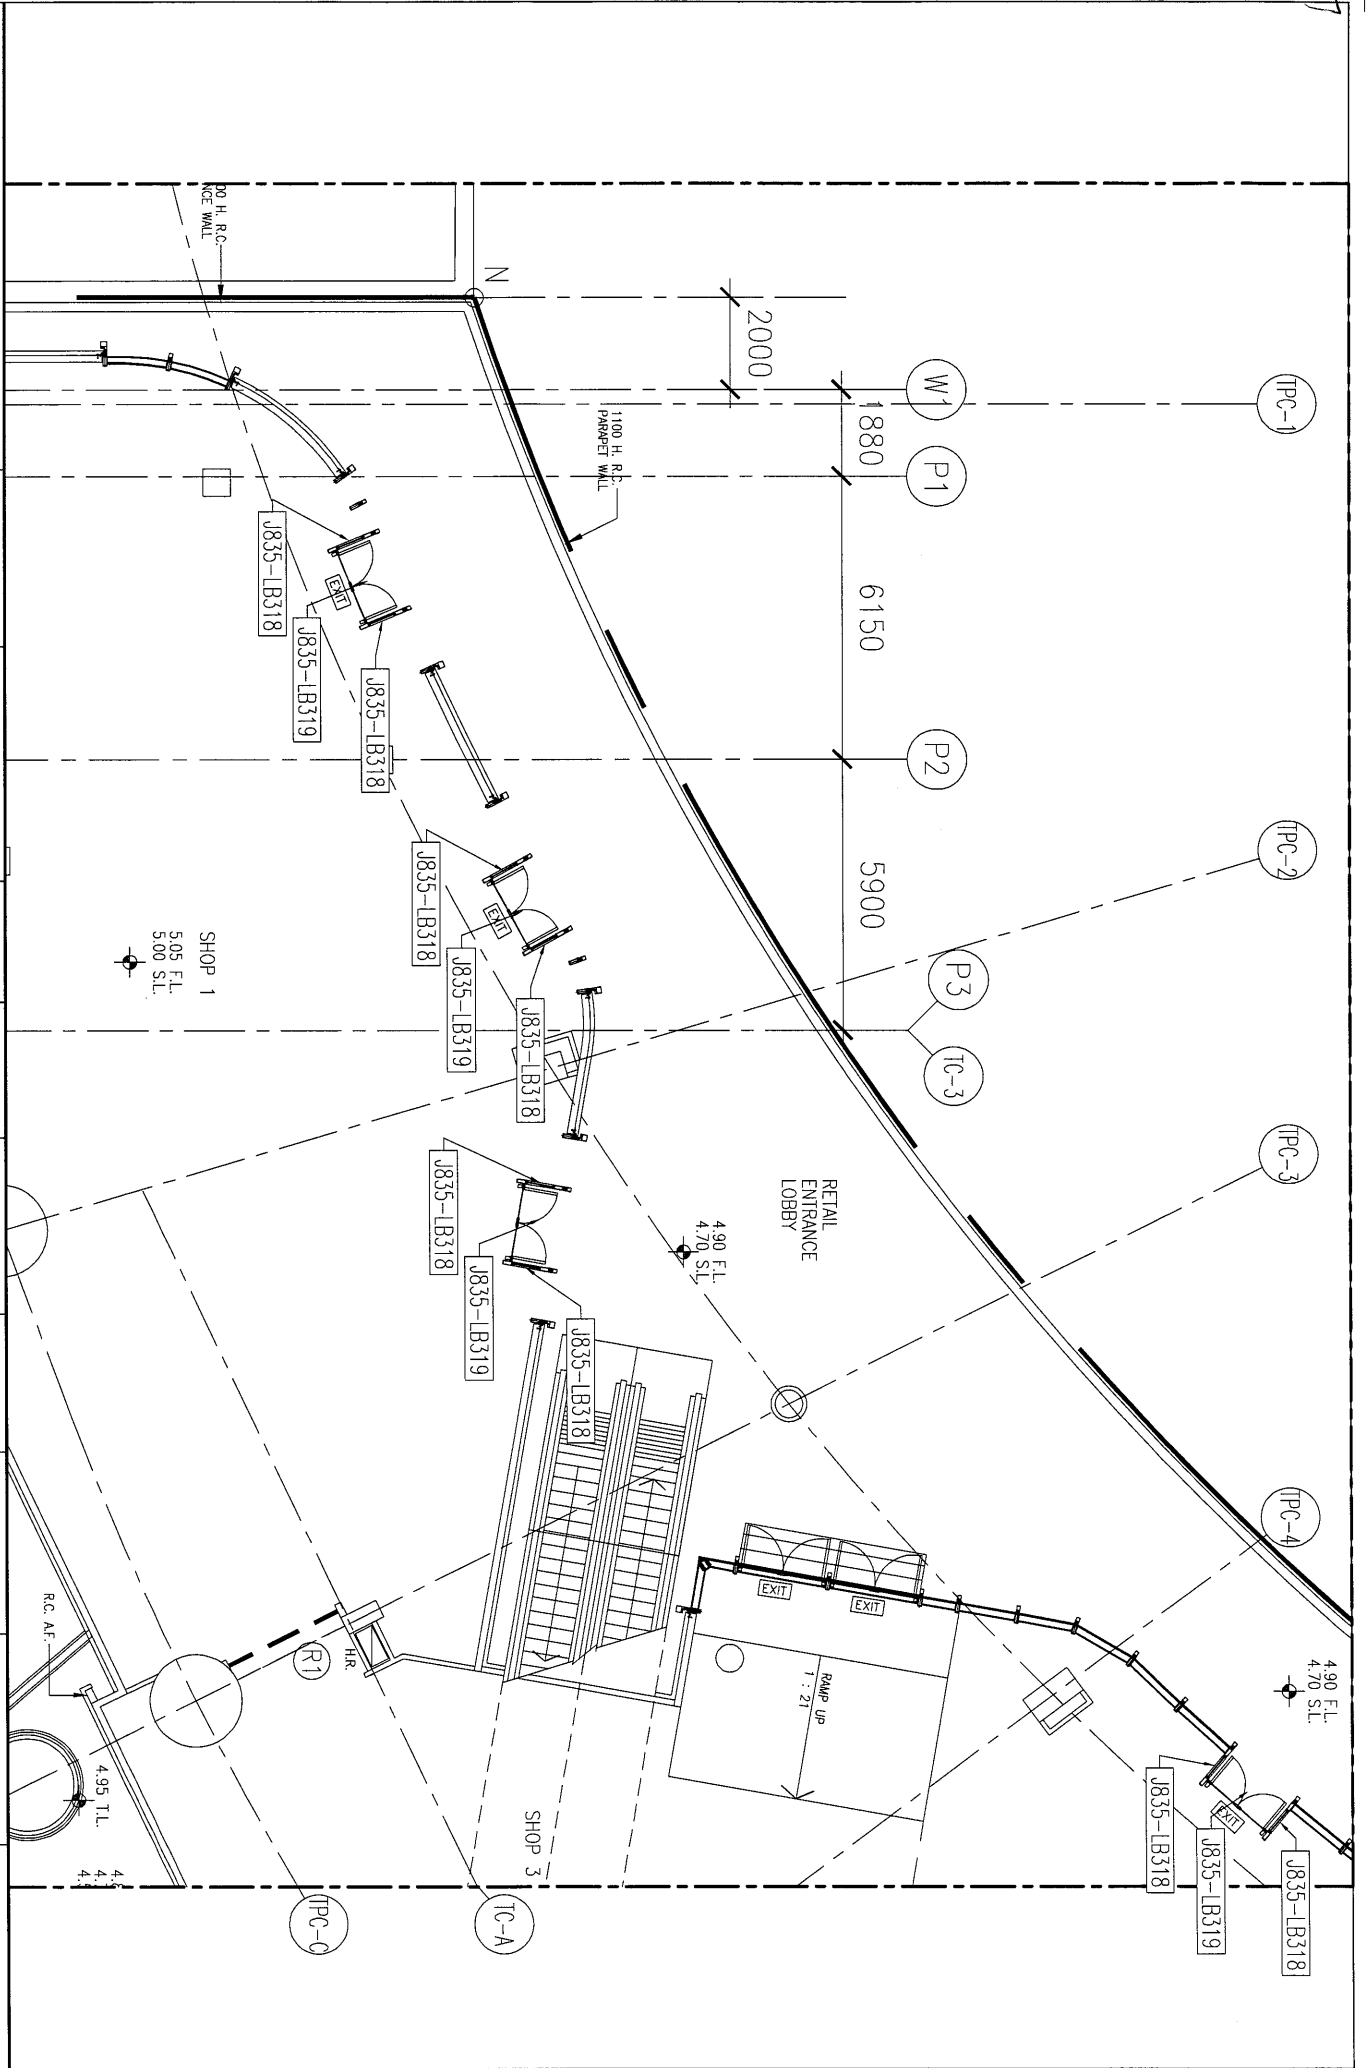 TPC-1
TPC-2
TPC-3
TPC-4
W1
P1
P2
P3
TC-3
2000
1880
6150
5900
N
00 H. R.C.
NCE WALL
1100 H. R.C.
PARAPET WALL
J835-LB318
J835-LB319
J835-LB318
EXIT
J835-LB318
J835-LB319
J835-LB318
EXIT
J835-LB318
J835-LB319
J835-LB318
SHOP 1
5.05 F.L.
5.00 S.L.
RETAIL
ENTRANCE
LOBBY
4.90 F.L.
4.70 S.L.
EXIT
EXIT
RAMP UP
1 : 21
4.90 F.L.
4.70 S.L.
EXIT
J835-LB318
J835-LB319
J835-LB318
R.C. A.F.
R1
H.R.
4.95 T.L.
SHOP 3
TPC-C
TC-A